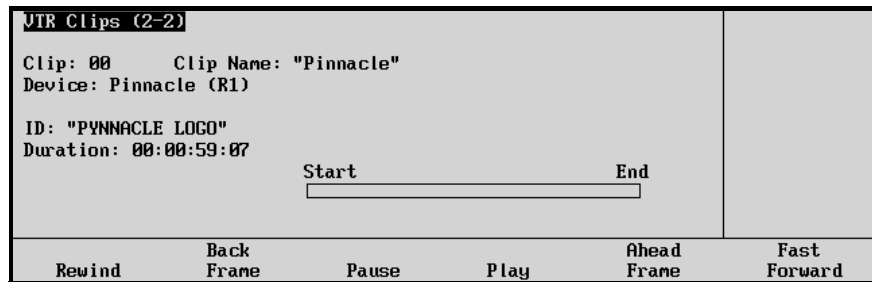 VTR Clips (2-2)
Clip: 00 Clip Name: "Pinnacle"
Device: Pinnacle (R1)
ID: "PYNNACLE LOGO"
Duration: 00:00:59:07
Start End
Rewind
Back
Frame
Pause
Play
Ahead
Frame
Fast
Forward